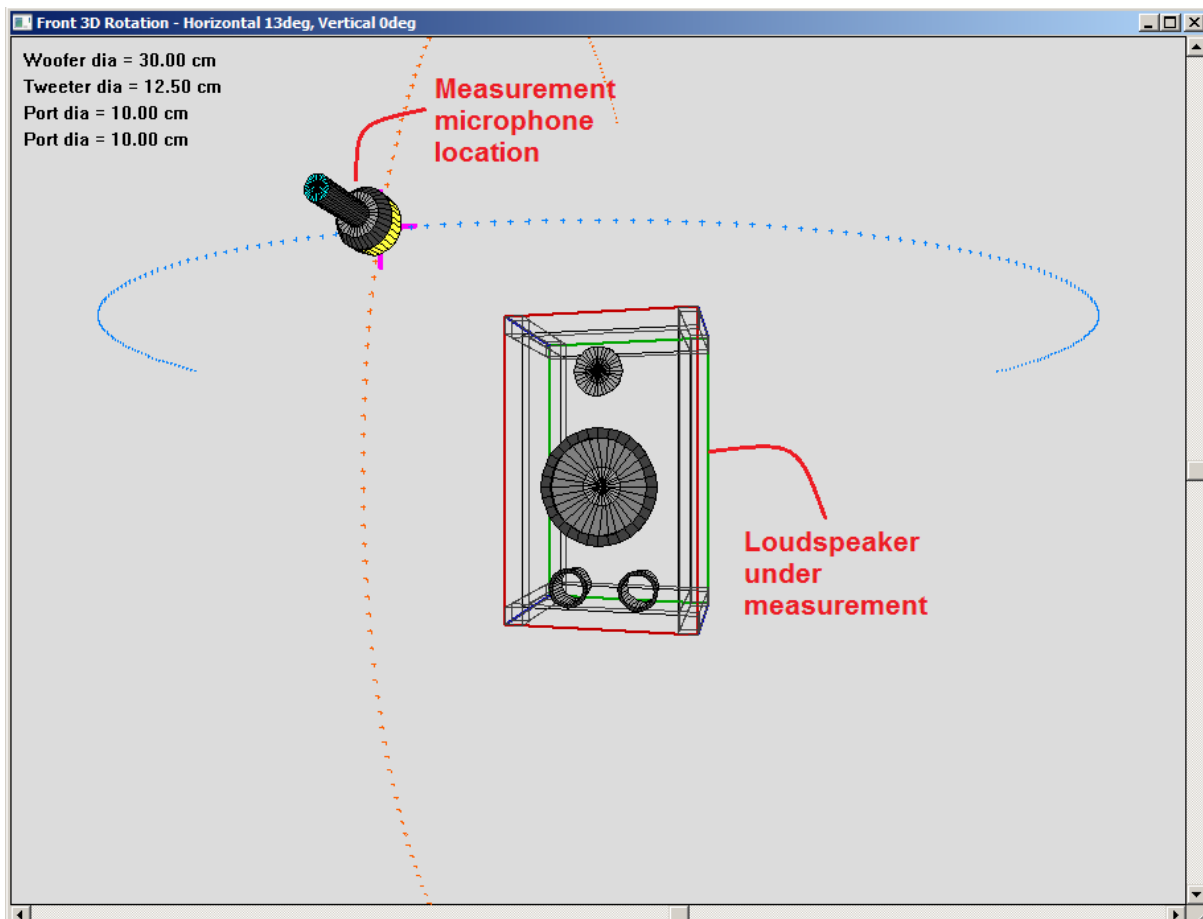 Front 3D Rotation - Horizontal 13deg, Vertical 0deg
Woofer dia = 30.00 cm
Tweeter dia = 12.50 cm
Port dia = 10.00 cm
Port dia = 10.00 cm
Measurement
microphone
location
Loudspeaker
under
measurement